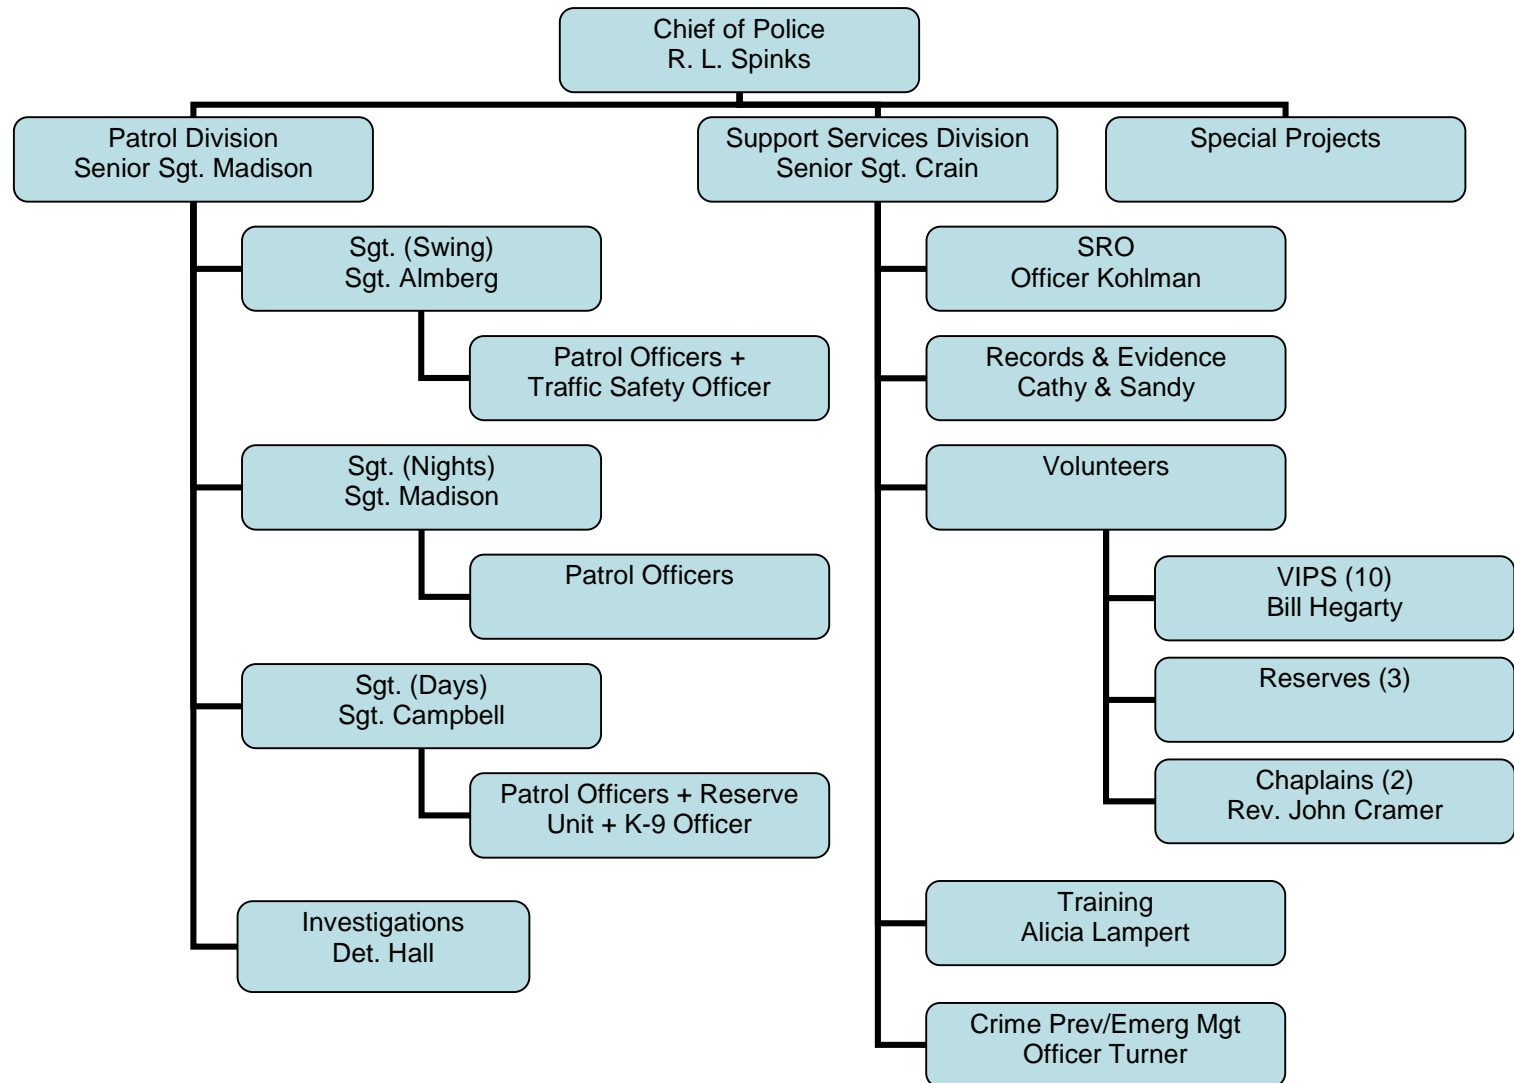 Chief of Police
R. L. Spinks
Patrol Division
Senior Sgt. Madison
Support Services Division
Senior Sgt. Crain
Special Projects
Sgt. (Swing)
Sgt. Almberg
Patrol Officers +
Traffic Safety Officer
Sgt. (Nights)
Sgt. Madison
Patrol Officers
Sgt. (Days)
Sgt. Campbell
Patrol Officers + Reserve
Unit + K-9 Officer
Investigations
Det. Hall
SRO
Officer Kohlman
Records & Evidence
Cathy & Sandy
Volunteers
VIPS (10)
Bill Hegarty
Reserves (3)
Chaplains (2)
Rev. John Cramer
Training
Alicia Lampert
Crime Prev/Emerg Mgt
Officer Turner